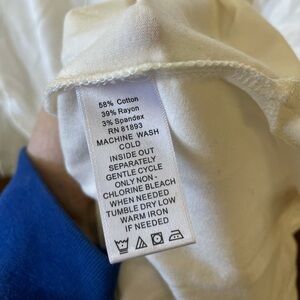 58% Cotton
39% Rayon
3% Spandex
RN 81893
MACHINE WASH
COLD
INSIDE OUT
SEPARATELY
GENTLE CYCLE
ONLY NON -
CHLORINE BLEACH
WHEN NEEDED
TUMBLE DRY LOW
WARM IRON
IF NEEDED